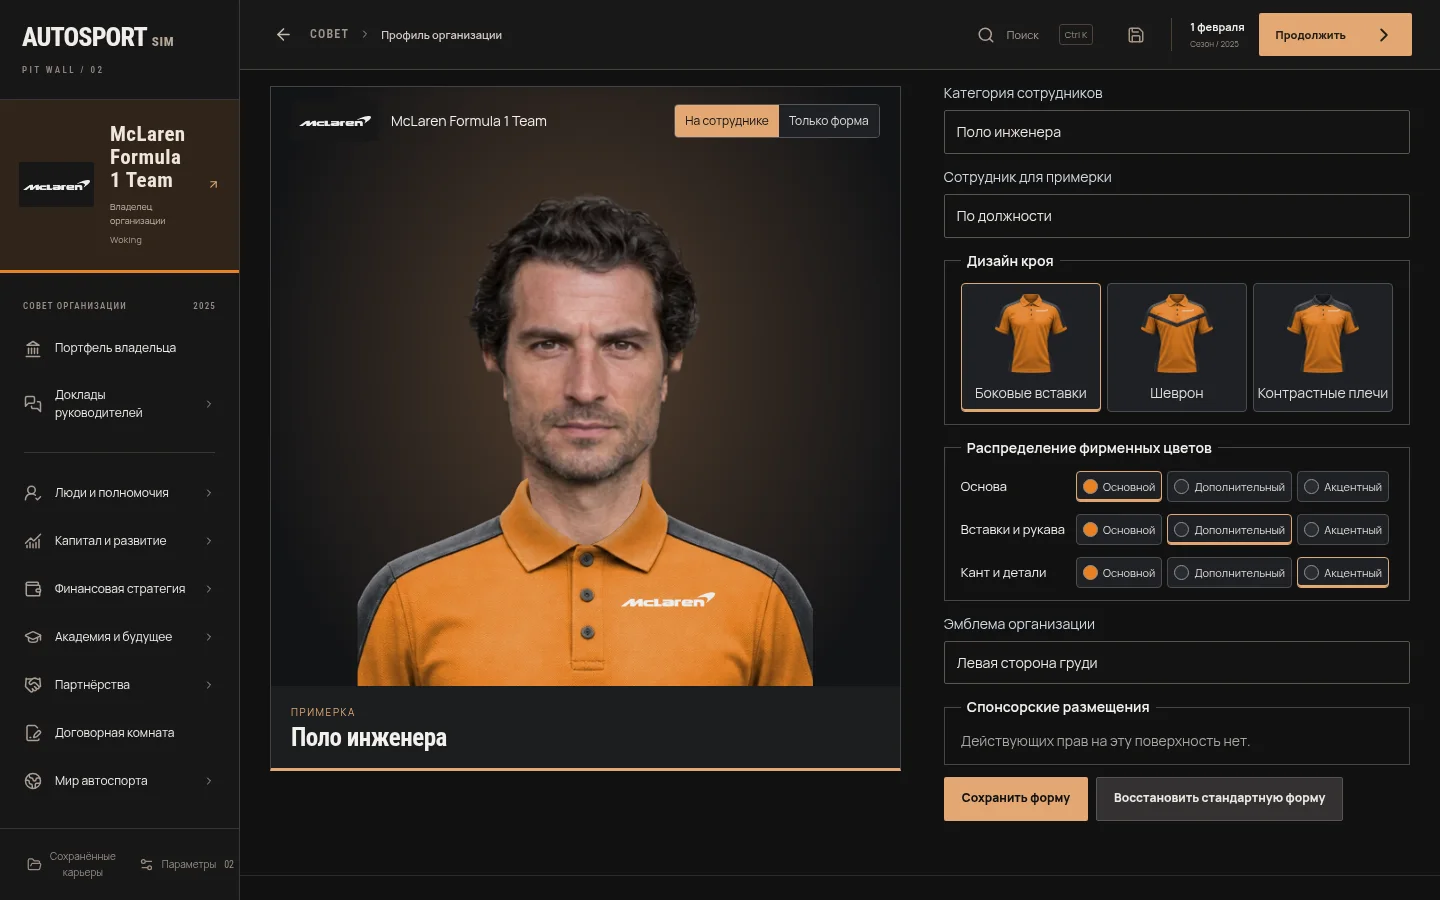 AUTOSPORT SIM
PIT WALL / 02
McLaren
McLaren
Formula
1 Team
Владелец
организации
Woking
СОВЕТ ОРГАНИЗАЦИИ 2025
Портфель владельца
Доклады
руководителей
Люди и полномочия
Капитал и развитие
Финансовая стратегия
Академия и будущее
Партнёрства
Договорная комната
Мир автоспорта
Сохранённые
карьеры
Параметры 02
СОВЕТ > Профиль организации
Поиск Ctrl K
1 февраля
Сезон / 2025
Продолжить
McLaren McLaren Formula 1 Team
На сотруднике Только форма
McLaren
ПРИМЕРКА
Поло инженера
Категория сотрудников
Поло инженера
Сотрудник для примерки
По должности
Дизайн кроя
Боковые вставки Шеврон Контрастные плечи
Распределение фирменных цветов
Основа Основной Дополнительный Акцентный
Вставки и рукава Основной Дополнительный Акцентный
Кант и детали Основной Дополнительный Акцентный
Эмблема организации
Левая сторона груди
Спонсорские размещения
Действующих прав на эту поверхность нет.
Сохранить форму Восстановить стандартную форму